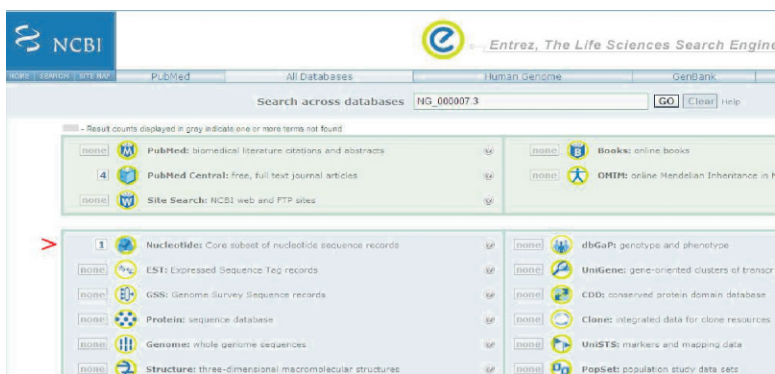 NCBI
Entrez, The Life Sciences Search Engine
HOME SEARCH SITE MAP PubMed All Databases Human Genome GenBank
Search across databases NG_000007.3 GO Clear Help
- Result counts displayed in gray indicate one or more terms not found
none PubMed: biomedical literature citations and abstracts none Books: online books
4 PubMed Central: free, full text journal articles none OMIM: online Mendelian Inheritance in M
none Site Search: NCBI web and FTP sites
> 1 Nucleotide: Core subset of nucleotide sequence records none dbGaP: genotype and phenotype
none EST: Expressed Sequence Tag records none UniGene: gene-oriented clusters of transcr
none GSS: Genome Survey Sequence records none CDD: conserved protein domain database
none Protein: sequence database none Clone: integrated data for clone resources
none Genome: whole genome sequences none UniSTS: markers and mapping data
none Structure: three-dimensional macromolecular structures none PopSet: population study data sets